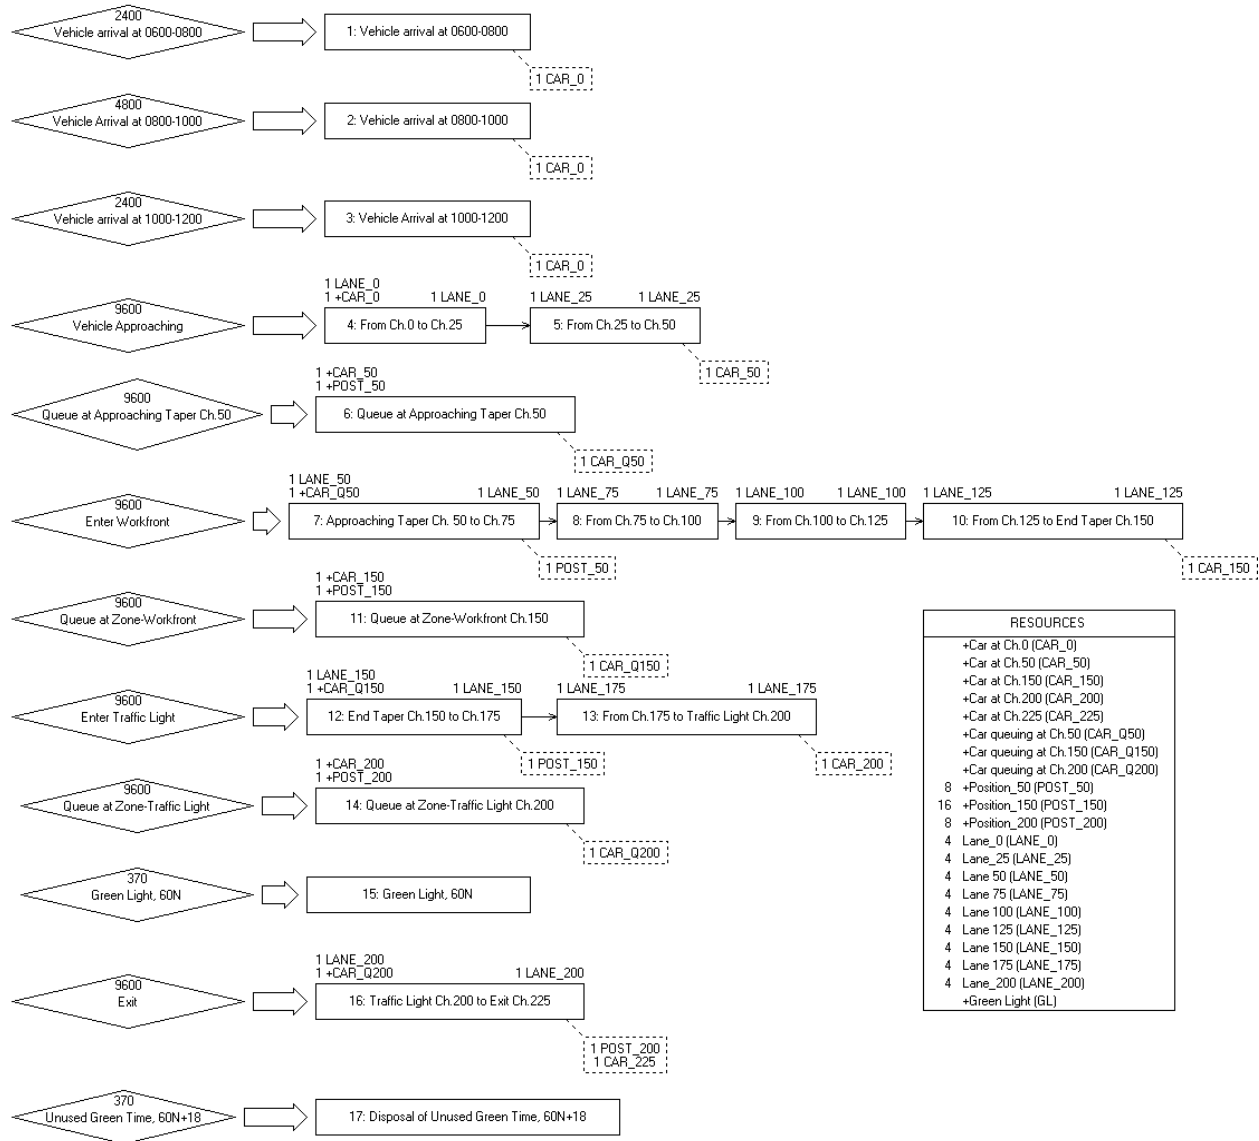 2400
Vehicle arrival at 0600-0800
1: Vehicle arrival at 0600-0800
1 CAR_0
4800
Vehicle Arrival at 0800-1000
2: Vehicle arrival at 0800-1000
1 CAR_0
2400
Vehicle arrival at 1000-1200
3: Vehicle Arrival at 1000-1200
1 CAR_0
9600
Vehicle Approaching
1 LANE_0
1 +CAR_0
1 LANE_0
4: From Ch.0 to Ch.25
1 LANE_25
1 LANE_25
5: From Ch.25 to Ch.50
1 CAR_50
9600
Queue at Approaching Taper Ch.50
1 +CAR_50
1 +POST_50
6: Queue at Approaching Taper Ch.50
1 CAR_Q50
9600
Enter Workfront
1 LANE_50
1 +CAR_Q50
1 LANE_50
7: Approaching Taper Ch. 50 to Ch.75
1 POST_50
1 LANE_75
1 LANE_75
8: From Ch.75 to Ch.100
1 LANE_100
1 LANE_100
9: From Ch.100 to Ch.125
1 LANE_125
1 LANE_125
10: From Ch.125 to End Taper Ch.150
1 CAR_150
9600
Queue at Zone-Workfront
1 +CAR_150
1 +POST_150
11: Queue at Zone-Workfront Ch.150
1 CAR_Q150
9600
Enter Traffic Light
1 LANE_150
1 +CAR_Q150
1 LANE_150
12: End Taper Ch.150 to Ch.175
1 POST_150
1 LANE_175
1 LANE_175
13: From Ch.175 to Traffic Light Ch.200
1 CAR_200
9600
Queue at Zone-Traffic Light
1 +CAR_200
1 +POST_200
14: Queue at Zone-Traffic Light Ch.200
1 CAR_Q200
370
Green Light, 60N
15: Green Light, 60N
9600
Exit
1 LANE_200
1 +CAR_Q200
1 LANE_200
16: Traffic Light Ch.200 to Exit Ch.225
1 POST_200
1 CAR_225
370
Unused Green Time, 60N+18
17: Disposal of Unused Green Time, 60N+18
RESOURCES
+Car at Ch.0 (CAR_0)
+Car at Ch.50 (CAR_50)
+Car at Ch.150 (CAR_150)
+Car at Ch.200 (CAR_200)
+Car at Ch.225 (CAR_225)
+Car queuing at Ch.50 (CAR_Q50)
+Car queuing at Ch.150 (CAR_Q150)
+Car queuing at Ch.200 (CAR_Q200)
8 +Position_50 (POST_50)
16 +Position_150 (POST_150)
8 +Position_200 (POST_200)
4 Lane_0 (LANE_0)
4 Lane_25 (LANE_25)
4 Lane 50 (LANE_50)
4 Lane 75 (LANE_75)
4 Lane 100 (LANE_100)
4 Lane 125 (LANE_125)
4 Lane 150 (LANE_150)
4 Lane 175 (LANE_175)
4 Lane_200 (LANE_200)
+Green Light (GL)